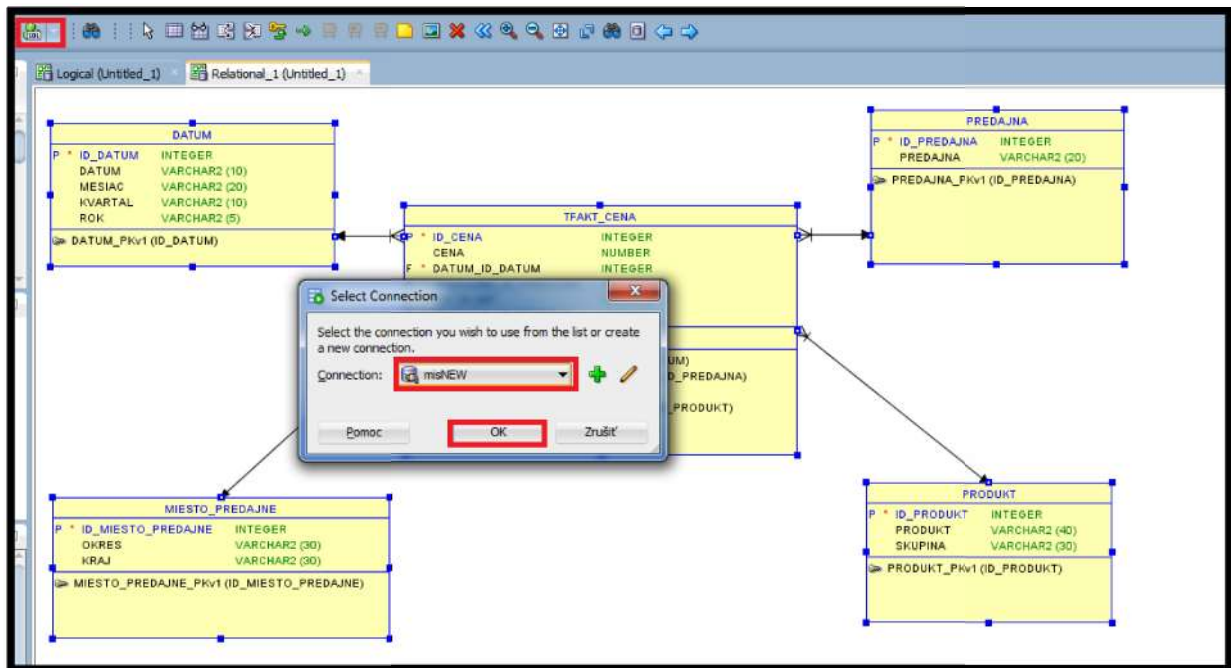 DDL
Logical (Untitled_1)
Relational_1 (Untitled_1)
DATUM
P * ID_DATUM INTEGER
DATUM VARCHAR2 (10)
MESIAC VARCHAR2 (20)
KVARTAL VARCHAR2 (10)
ROK VARCHAR2 (5)
DATUM_PKv1 (ID_DATUM)
PREDAJNA
P * ID_PREDAJNA INTEGER
PREDAJNA VARCHAR2 (20)
PREDAJNA_PKv1 (ID_PREDAJNA)
TFAKT_CENA
P * ID_CENA INTEGER
CENA NUMBER
F * DATUM_ID_DATUM INTEGER
UM)
D_PREDAJNA)
_PRODUKT)
Select Connection
Select the connection you wish to use from the list or create
a new connection.
Connection: misNEW
Pomoc OK Zrušiť
MIESTO_PREDAJNE
P * ID_MIESTO_PREDAJNE INTEGER
OKRES VARCHAR2 (30)
KRAJ VARCHAR2 (30)
MIESTO_PREDAJNE_PKv1 (ID_MIESTO_PREDAJNE)
PRODUKT
P * ID_PRODUKT INTEGER
PRODUKT VARCHAR2 (40)
SKUPINA VARCHAR2 (30)
PRODUKT_PKv1 (ID_PRODUKT)